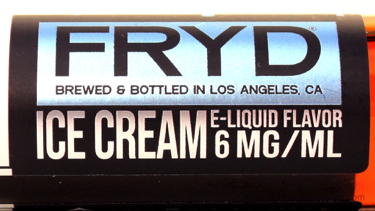 FRYD®
BREWED & BOTTLED IN LOS ANGELES, CA
ICE CREAM E-LIQUID FLAVOR
6 MG/ML